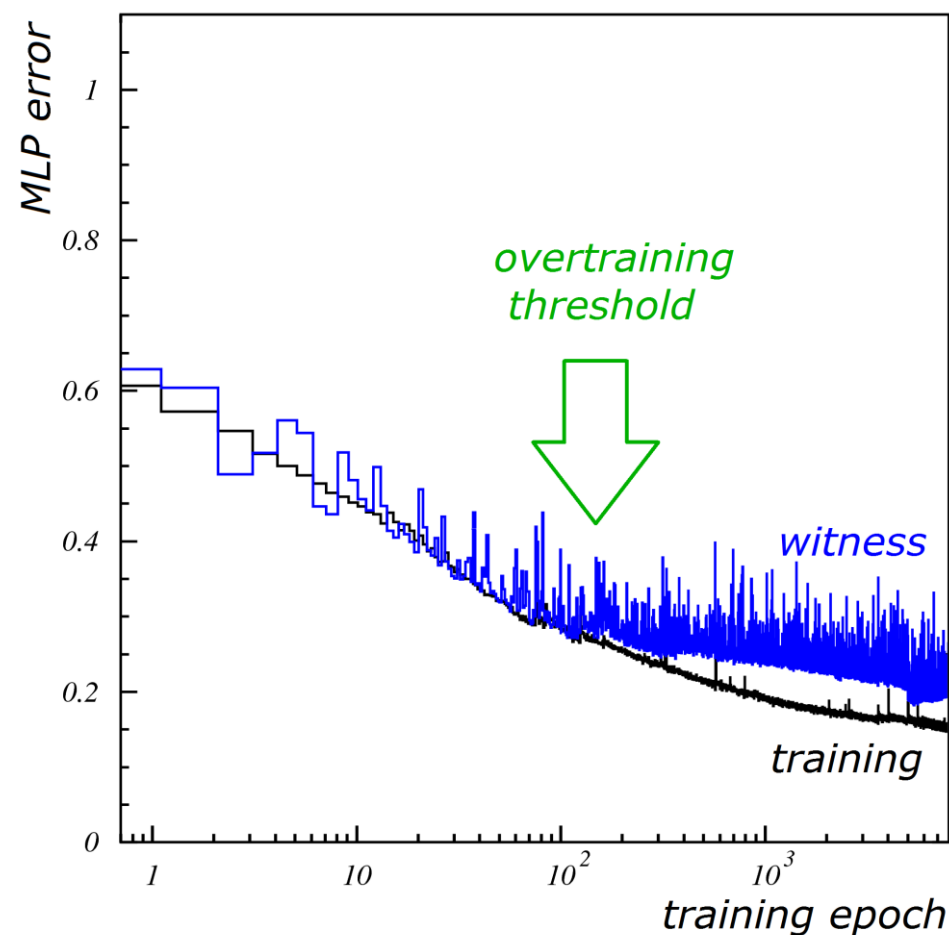 MLP error
1
0.8
0.6
0.4
0.2
0
overtraining
threshold
witness
training
1
10
10²
10³
training epoch